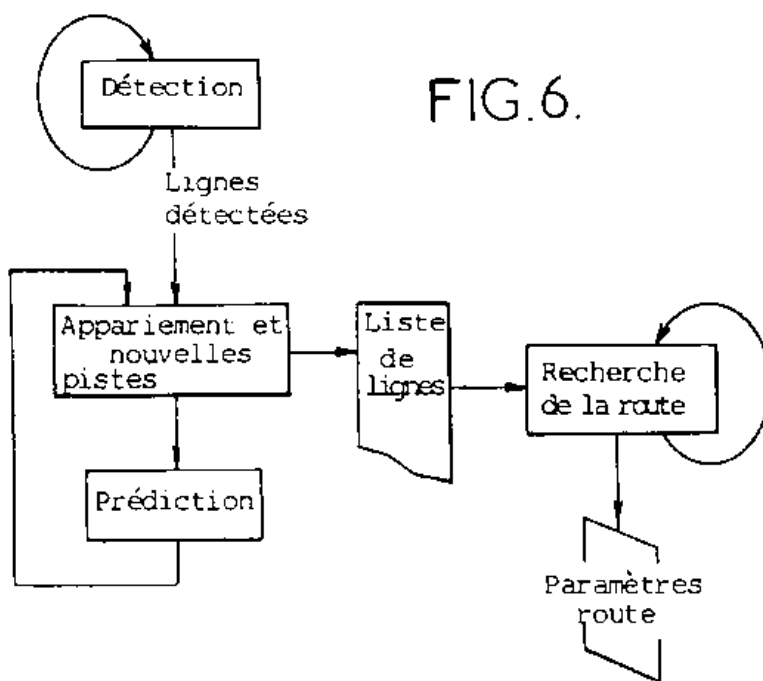 Détection
FIG.6.
Lignes
détectées
Appariement et
nouvelles
pistes
Liste
de
lignes
Recherche
de la route
Prédiction
Paramètres
route